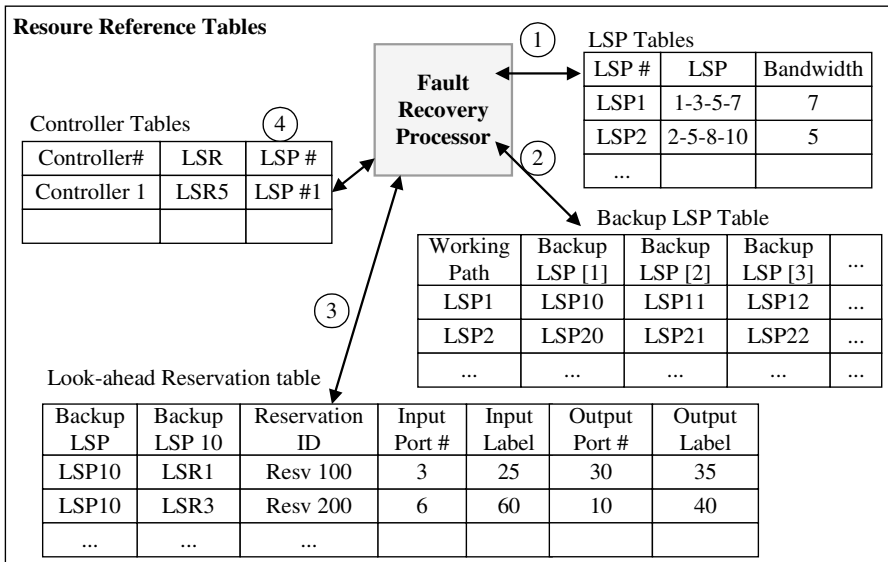 Resoure Reference Tables
1
LSP Tables
LSP # LSP Bandwidth
LSP1 1-3-5-7 7
LSP2 2-5-8-10 5
...
Fault
Recovery
Processor
Controller Tables
4
Controller# LSR LSP #
Controller 1 LSR5 LSP #1
2
Backup LSP Table
Working Backup Backup Backup
Path LSP [1] LSP [2] LSP [3] ...
LSP1 LSP10 LSP11 LSP12 ...
LSP2 LSP20 LSP21 LSP22 ...
... ... ... ... ...
3
Look-ahead Reservation table
Backup Backup Reservation Input Input Output Output
LSP LSP 10 ID Port # Label Port # Label
LSP10 LSR1 Resv 100 3 25 30 35
LSP10 LSR3 Resv 200 6 60 10 40
... ... ...